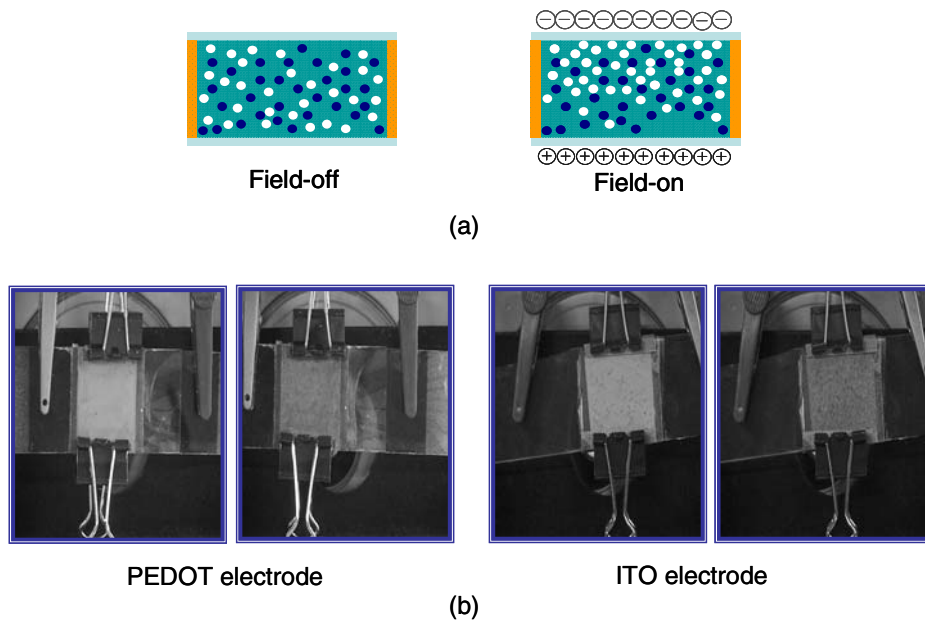 Field-off
Field-on
(a)
PEDOT electrode
ITO electrode
(b)